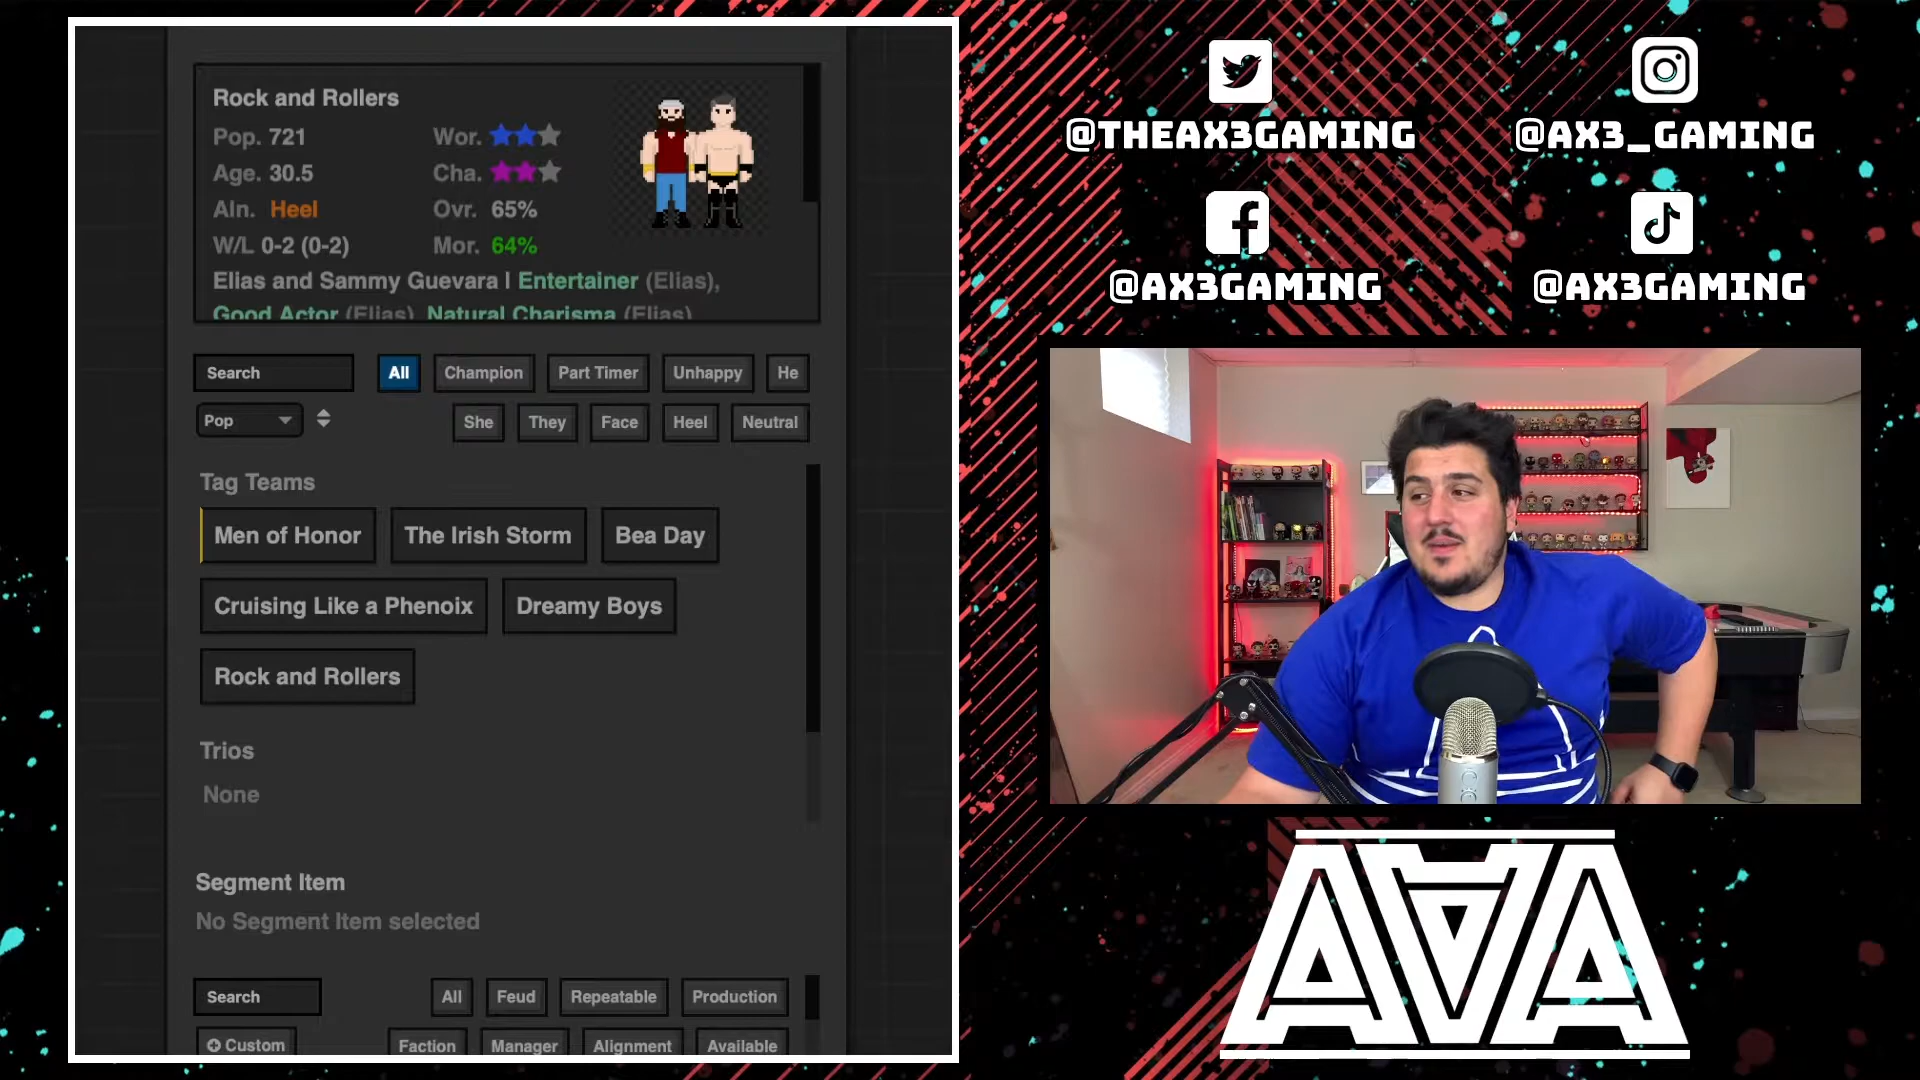 Rock and Rollers
Pop. 721 Wor.
Age. 30.5 Cha.
Aln. Heel Ovr. 65%
W/L 0-2 (0-2) Mor. 64%
Elias and Sammy Guevara | Entertainer (Elias),
Good Actor (Elias), Natural Charisma (Elias)
Search All Champion Part Timer Unhappy He
Pop She They Face Heel Neutral
Tag Teams
Men of Honor The Irish Storm Bea Day
Cruising Like a Phenoix Dreamy Boys
Rock and Rollers
Trios
None
Segment Item
No Segment Item selected
Search All Feud Repeatable Production
Custom Faction Manager Alignment Available
@THEAX3GAMING @AX3_GAMING
@AX3GAMING @AX3GAMING